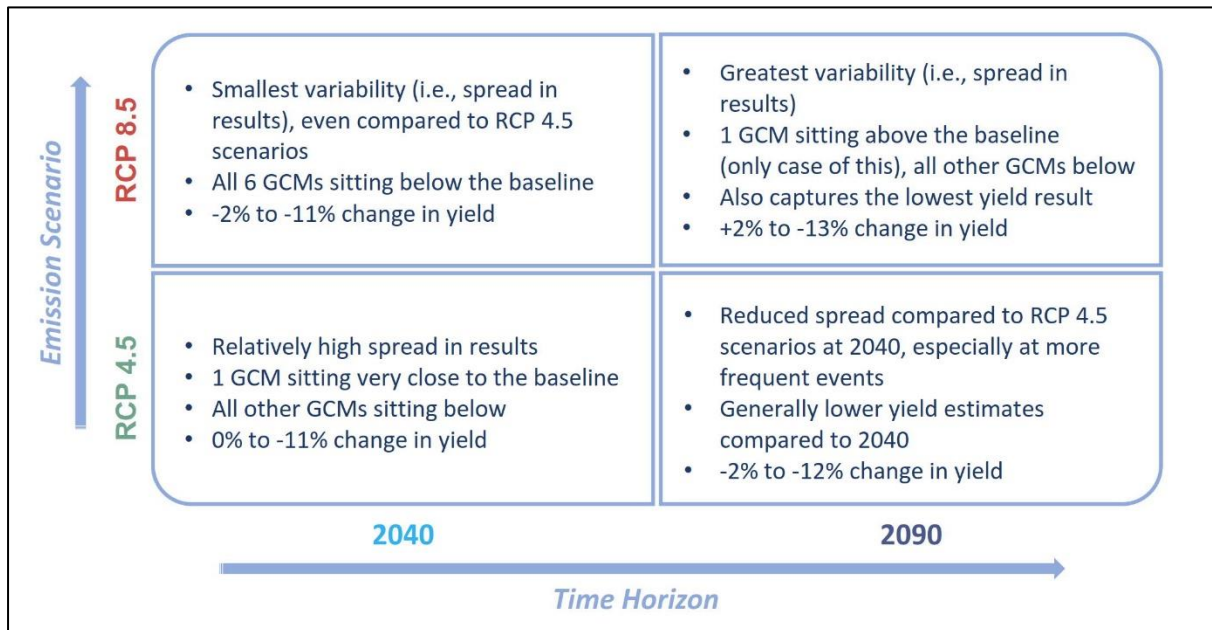 Emission Scenario
RCP 8.5
• Smallest variability (i.e., spread in
results), even compared to RCP 4.5
scenarios
• All 6 GCMs sitting below the baseline
• -2% to -11% change in yield
• Greatest variability (i.e., spread in
results)
• 1 GCM sitting above the baseline
(only case of this), all other GCMs below
• Also captures the lowest yield result
• +2% to -13% change in yield
RCP 4.5
• Relatively high spread in results
• 1 GCM sitting very close to the baseline
• All other GCMs sitting below
• 0% to -11% change in yield
• Reduced spread compared to RCP 4.5
scenarios at 2040, especially at more
frequent events
• Generally lower yield estimates
compared to 2040
• -2% to -12% change in yield
2040
2090
Time Horizon